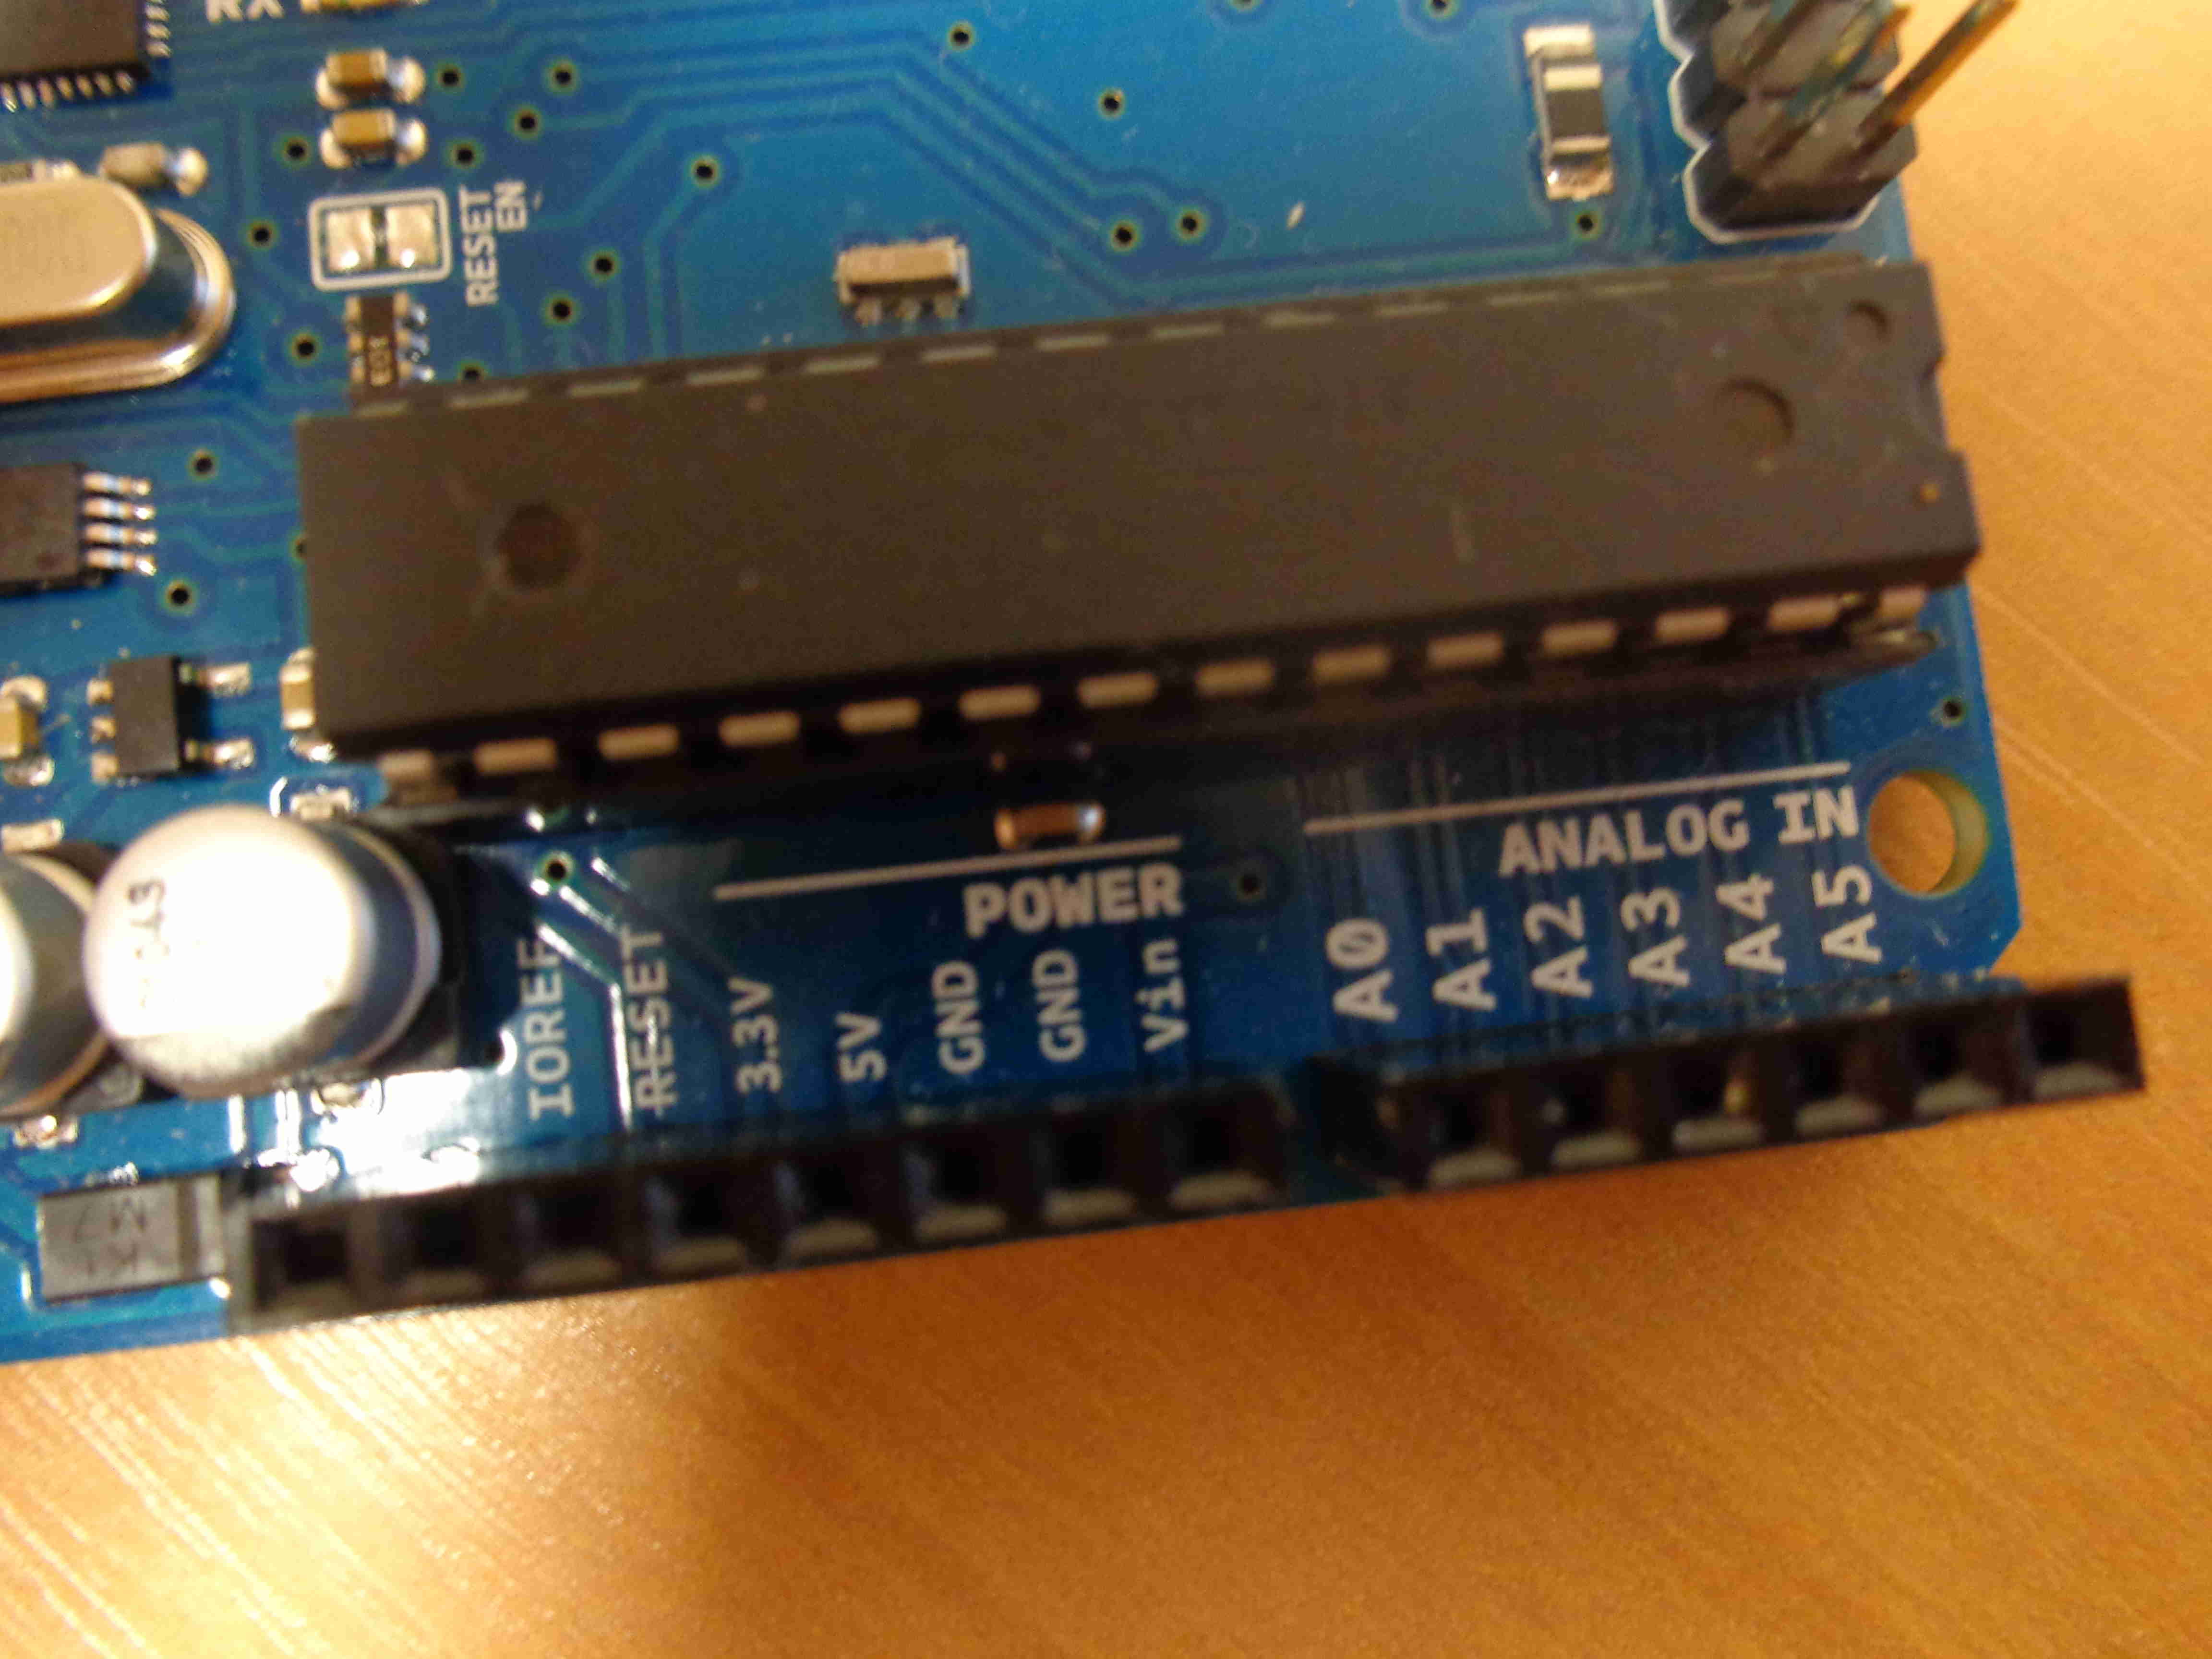 RX
RESET
EN
POWER
ANALOG IN
IOREF
RESET
3.3V
5V
GND
GND
Vin
A0
A1
A2
A3
A4
A5
M7